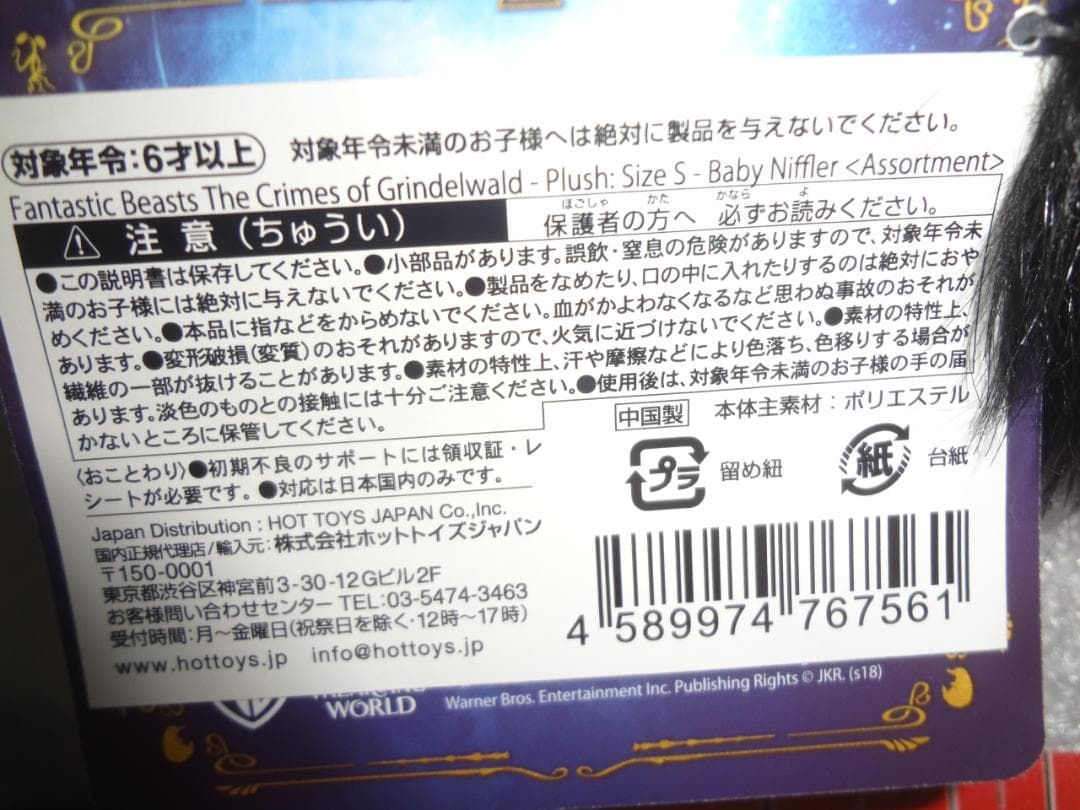 対象年令:6才以上 対象年令未満のお子様へは絶対に製品を与えないでください。
Fantastic Beasts The Crimes of Grindelwald - Plush: Size S - Baby Niffler <Assortment>
注意(ちゅうい)
ほごしゃ かた かなら よ
保護者の方へ 必ずお読みください。
●この説明書は保存してください。●小部品があります。誤飲・窒息の危険がありますので、対象年令未
満のお子様には絶対に与えないでください。●製品をなめたり、口の中に入れたりするのは絶対におや
めください。●本品に指などをからめないでください。血がかよわなくなるなど思わぬ事故のおそれが
あります。●変形破損(変質)のおそれがありますので、火気に近づけないでください。●素材の特性上、
繊維の一部が抜けることがあります。●素材の特性上、汗や摩擦などにより色落ち、色移りする場合が
あります。淡色のものとの接触には十分ご注意ください。●使用後は、対象年令未満のお子様の手の届
かないところに保管してください。
中国製 本体主素材:ポリエステル
〈おことわり〉●初期不良のサポートには領収証・レ
シートが必要です。●対応は日本国内のみです。
プラ 留め紐
紙 台紙
Japan Distribution : HOT TOYS JAPAN Co.,Inc.
国内正規代理店/輸入元:株式会社ホットトイズジャパン
〒150-0001
東京都渋谷区神宮前3-30-12Gビル2F
お客様問い合わせセンター TEL:03-5474-3463
受付時間:月～金曜日(祝祭日を除く・12時～17時)
www.hottoys.jp info@hottoys.jp
4 589974 767561
WORLD
Warner Bros. Entertainment Inc. Publishing Rights © JKR. (s18)